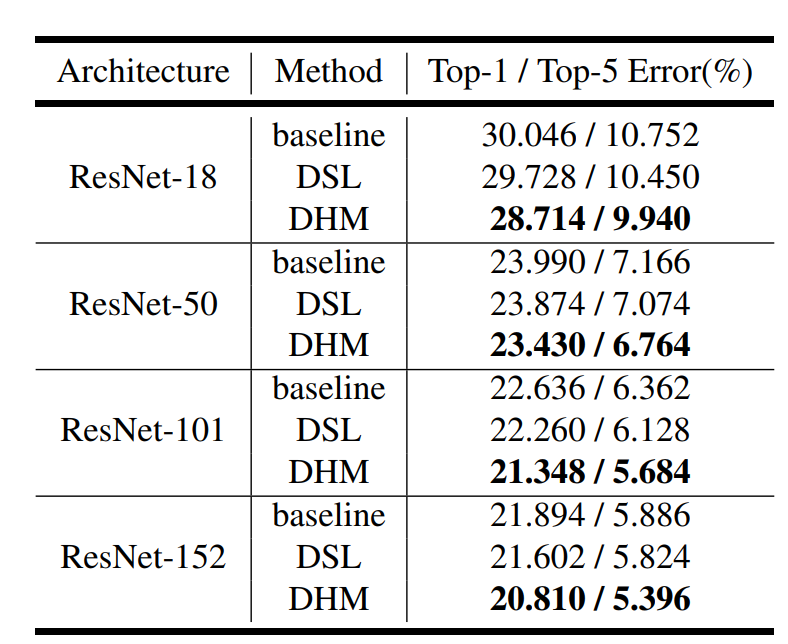 Architecture Method Top-1 / Top-5 Error(%)
baseline 30.046 / 10.752
ResNet-18 DSL 29.728 / 10.450
DHM 28.714 / 9.940
baseline 23.990 / 7.166
ResNet-50 DSL 23.874 / 7.074
DHM 23.430 / 6.764
baseline 22.636 / 6.362
ResNet-101 DSL 22.260 / 6.128
DHM 21.348 / 5.684
baseline 21.894 / 5.886
ResNet-152 DSL 21.602 / 5.824
DHM 20.810 / 5.396